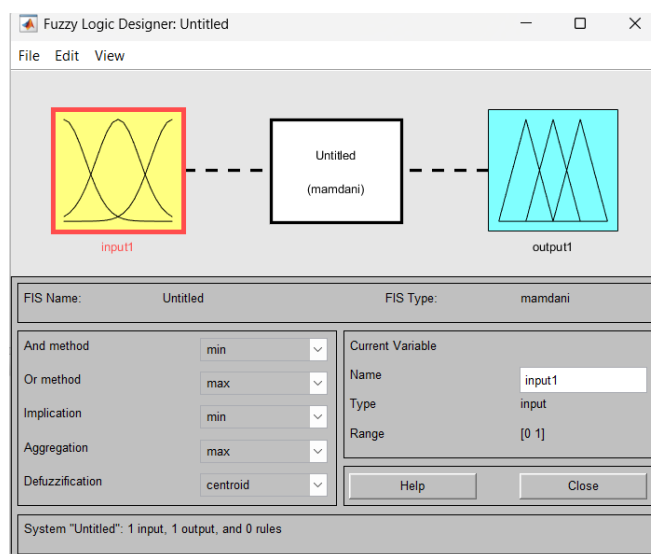 Fuzzy Logic Designer: Untitled
File Edit View
Untitled
(mamdani)
input1
output1
FIS Name: Untitled FIS Type: mamdani
And method min
Or method max
Implication min
Aggregation max
Defuzzification centroid
Current Variable
Name input1
Type input
Range [0 1]
Help Close
System "Untitled": 1 input, 1 output, and 0 rules